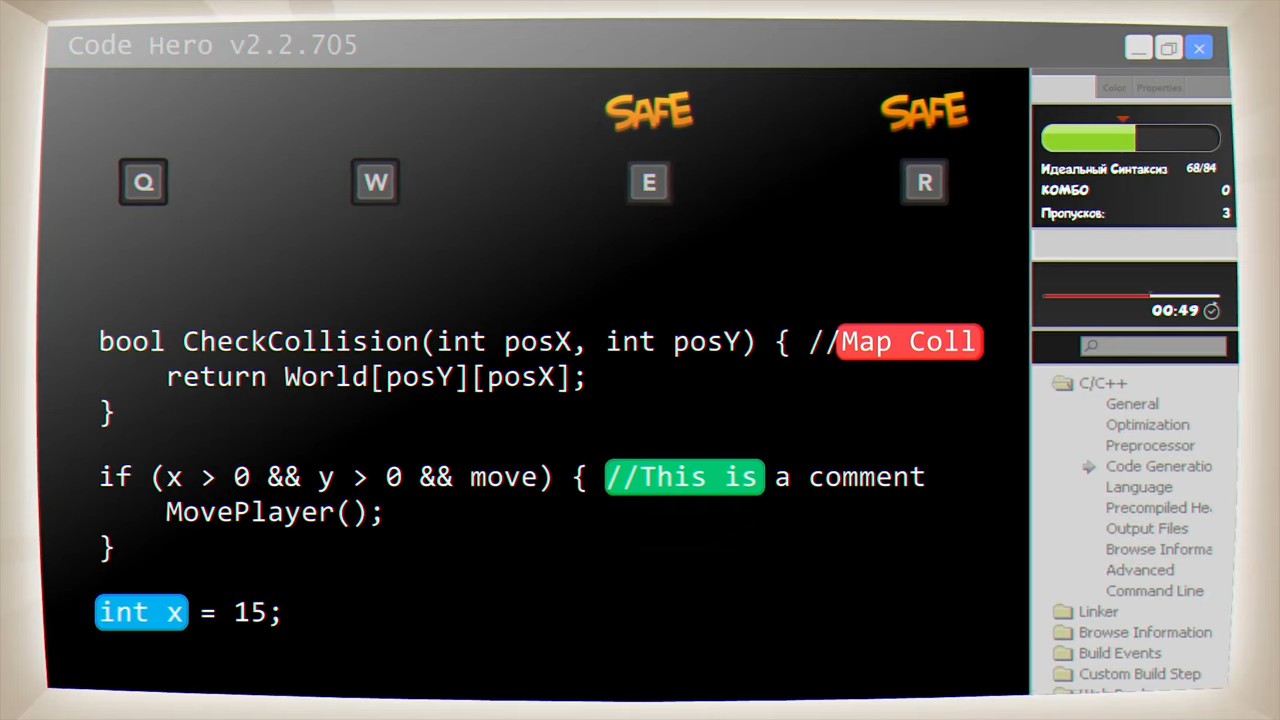 Code Hero v2.2.705
Color Properties
SAFE SAFE
Q W E R
Идеальный Синтаксиз 68/84
КОМБО 0
Пропусков: 3
00:49
bool CheckCollision(int posX, int posY) { //Map Coll
return World[posY][posX];
}
if (x > 0 && y > 0 && move) { //This is a comment
MovePlayer();
}
int x = 15;
C/C++
General
Optimization
Preprocessor
Code Generatio
Language
Precompiled He
Output Files
Browse Informa
Advanced
Command Line
Linker
Browse Information
Build Events
Custom Build Step